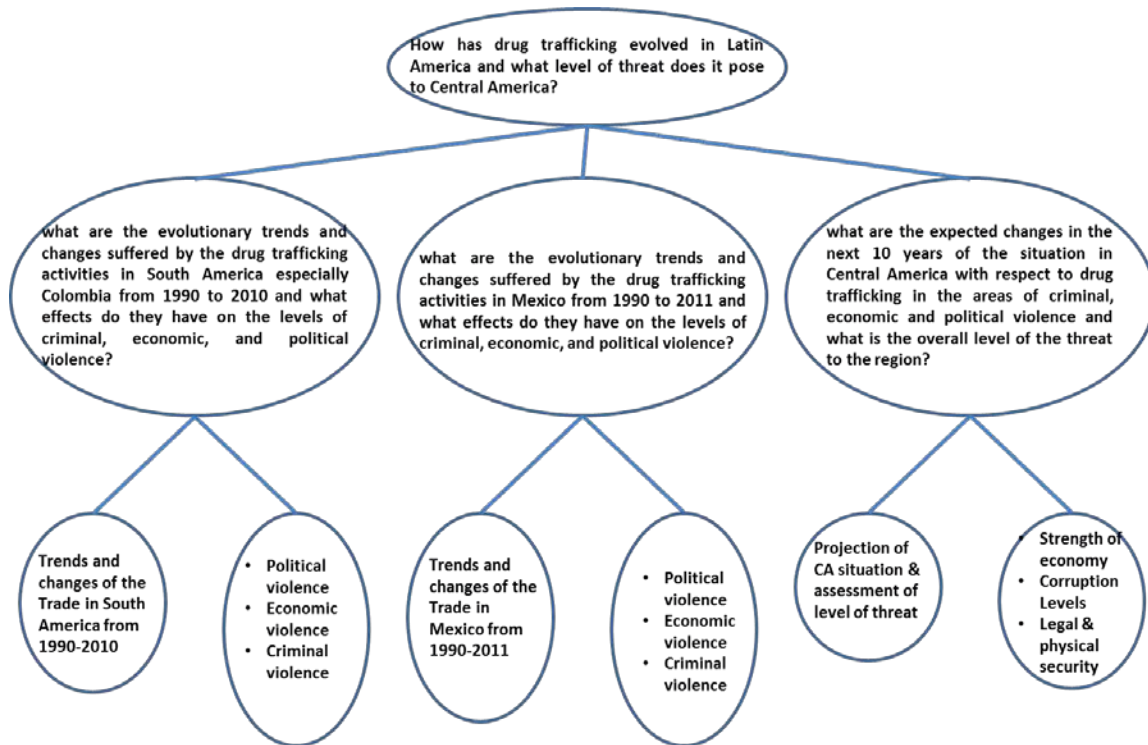 How has drug trafficking evolved in Latin
America and what level of threat does it pose
to Central America?
what are the evolutionary trends and
changes suffered by the drug trafficking
activities in South America especially
Colombia from 1990 to 2010 and what
effects do they have on the levels of
criminal, economic, and political
violence?
what are the evolutionary trends and
changes suffered by the drug trafficking
activities in Mexico from 1990 to 2011 and
what effects do they have on the levels of
criminal, economic, and political violence?
what are the expected changes in the
next 10 years of the situation in
Central America with respect to drug
trafficking in the areas of criminal,
economic and political violence and
what is the overall level of the threat
to the region?
Trends and
changes of the
Trade in South
America from
1990-2010
• Political
violence
• Economic
violence
• Criminal
violence
Trends and
changes of the
Trade in
Mexico from
1990-2011
• Political
violence
• Economic
violence
• Criminal
violence
Projection of
CA situation &
assessment of
level of threat
• Strength of
economy
• Corruption
Levels
• Legal &
physical
security